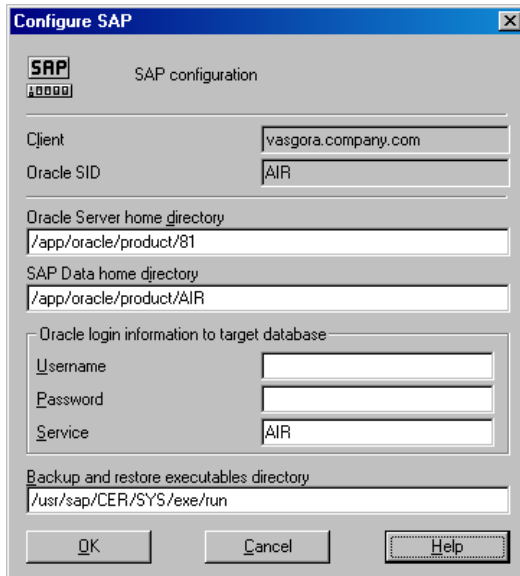 Configure SAP
SAP
SAP configuration
Client vasgora.company.com
Oracle SID AIR
Oracle Server home directory
/app/oracle/product/81
SAP Data home directory
/app/oracle/product/AIR
Oracle login information to target database
Username
Password
Service AIR
Backup and restore executables directory
/usr/sap/CER/SYS/exe/run
OK Cancel Help